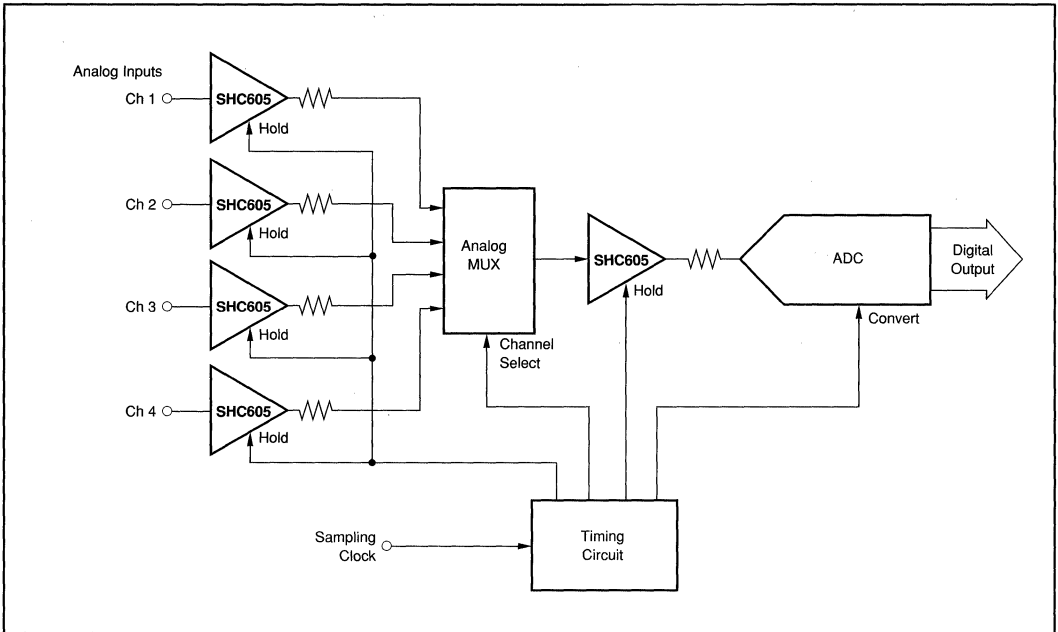 Analog Inputs
Ch 1
SHC605
Hold
Ch 2
SHC605
Hold
Ch 3
SHC605
Hold
Ch 4
SHC605
Hold
Analog
MUX
Channel
Select
SHC605
Hold
ADC
Convert
Digital
Output
Sampling
Clock
Timing
Circuit